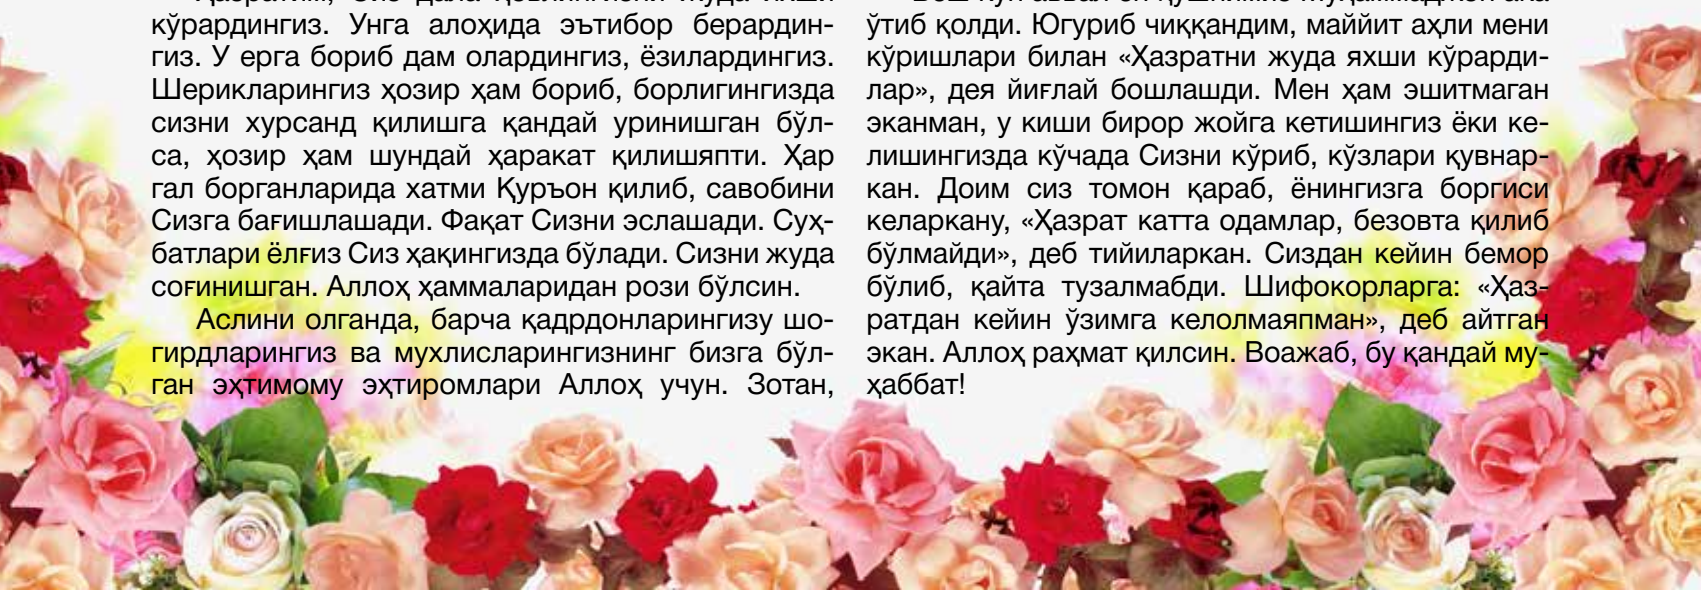 кўрардингиз. Унга алоҳида эътибор берардин-
гиз. У ерга бориб дам олардингиз, ёзилардингиз.
Шерикларингиз ҳозир ҳам бориб, борлигингизда
сизни хурсанд қилишга қандай уринишган бўл-
са, ҳозир ҳам шундай ҳаракат қилишяпти. Ҳар
гал борганларида хатми Қуръон қилиб, савобини
Сизга бағишлашади. Фақат Сизни эслашади. Суҳ-
батлари ёлғиз Сиз ҳақингизда бўлади. Сизни жуда
соғинишган. Аллоҳ ҳаммаларидан рози бўлсин.
Аслини олганда, барча қадрдонларингизу шо-
гирдларингиз ва мухлисларингизнинг бизга бўл-
ган эҳтимому эҳтиромлари Аллоҳ учун. Зотан,
ўтиб қолди. Югуриб чиққандим, маййит аҳли мени
кўришлари билан «Ҳазратни жуда яхши кўрарди-
лар», дея йиғлай бошлашди. Мен ҳам эшитмаган
эканман, у киши бирор жойга кетишингиз ёки ке-
лишингизда кўчада Сизни кўриб, кўзлари қувнар-
кан. Доим сиз томон қараб, ёнингизга боргиси
келаркану, «Ҳазрат катта одамлар, безовта қилиб
бўлмайди», деб тийиларкан. Сиздан кейин бемор
бўлиб, қайта тузалмабди. Шифокорларга: «Ҳаз-
ратдан кейин ўзимга келолмаяпман», деб айтган
экан. Аллоҳ раҳмат қилсин. Воажаб, бу қандай му-
ҳаббат!